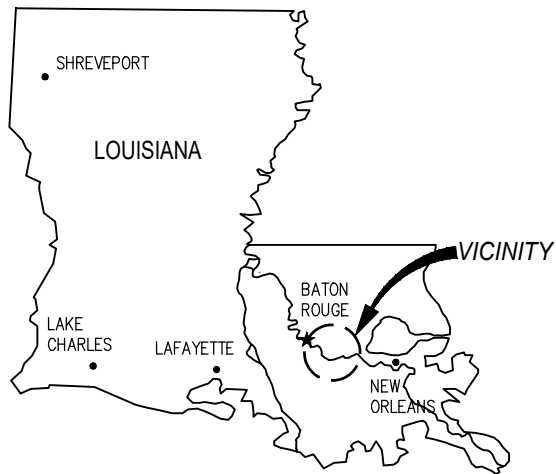 SHREVEPORT
LOUISIANA
VICINITY
BATON
ROUGE
LAKE
CHARLES
LAFAYETTE
NEW
ORLEANS